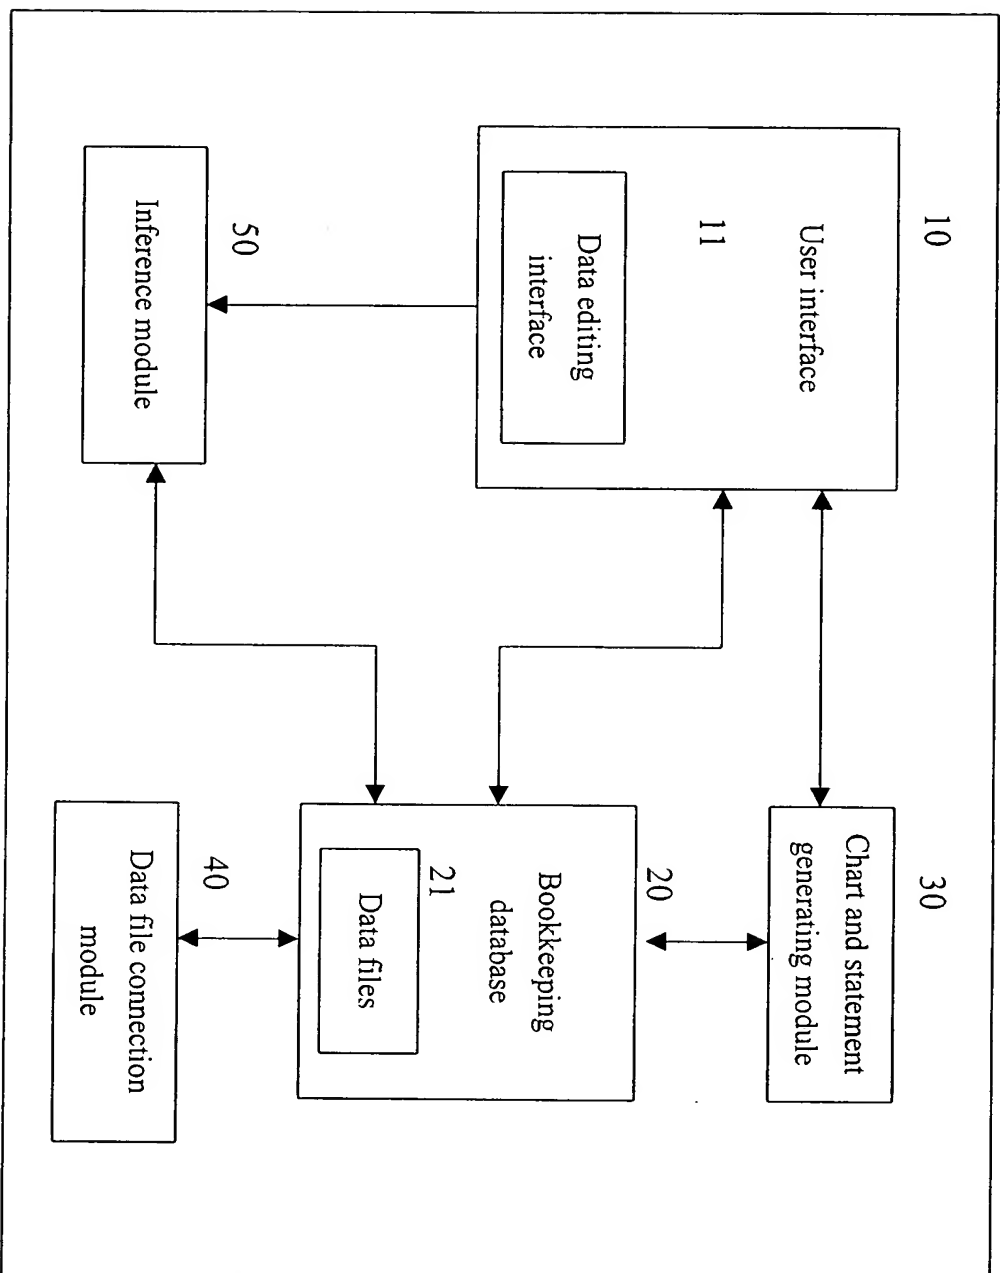 10
User interface
11
Data editing
interface
30
Chart and statement
generating module
20
Bookkeeping
database
21
Data files
50
Inference module
40
Data file connection
module